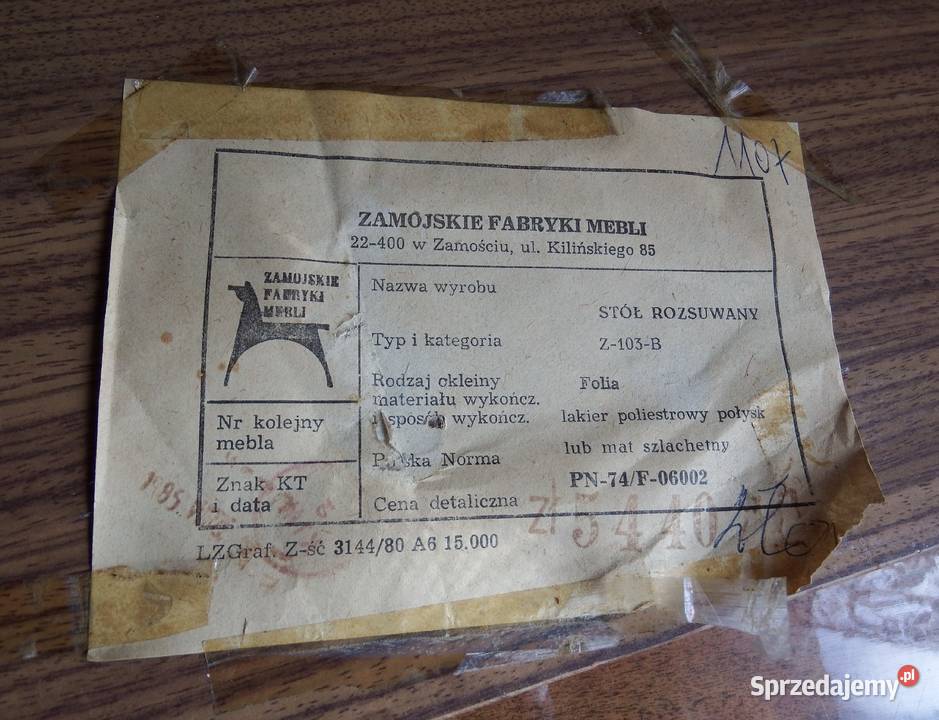 1107
ZAMOJSKIE FABRYKI MEBLI
22-400 w Zamościu, ul. Kilińskiego 85
ZAMOJSKIE
FABRYKI
MEBLI
Nr kolejny
mebla
Znak KT
i data
Nazwa wyrobu
STÓŁ ROZSUWANY
Typ i kategoria
Z-103-B
Rodzaj okleiny
Folia
materiału wykończ.
i sposób wykończ.
lakier poliestrowy połysk
lub mat szlachetny
Polska Norma
PN-74/F-06002
Cena detaliczna
zł 5440
LZGraf. Z-ść 3144/80 A6 15.000
Sprzedajemy.pl